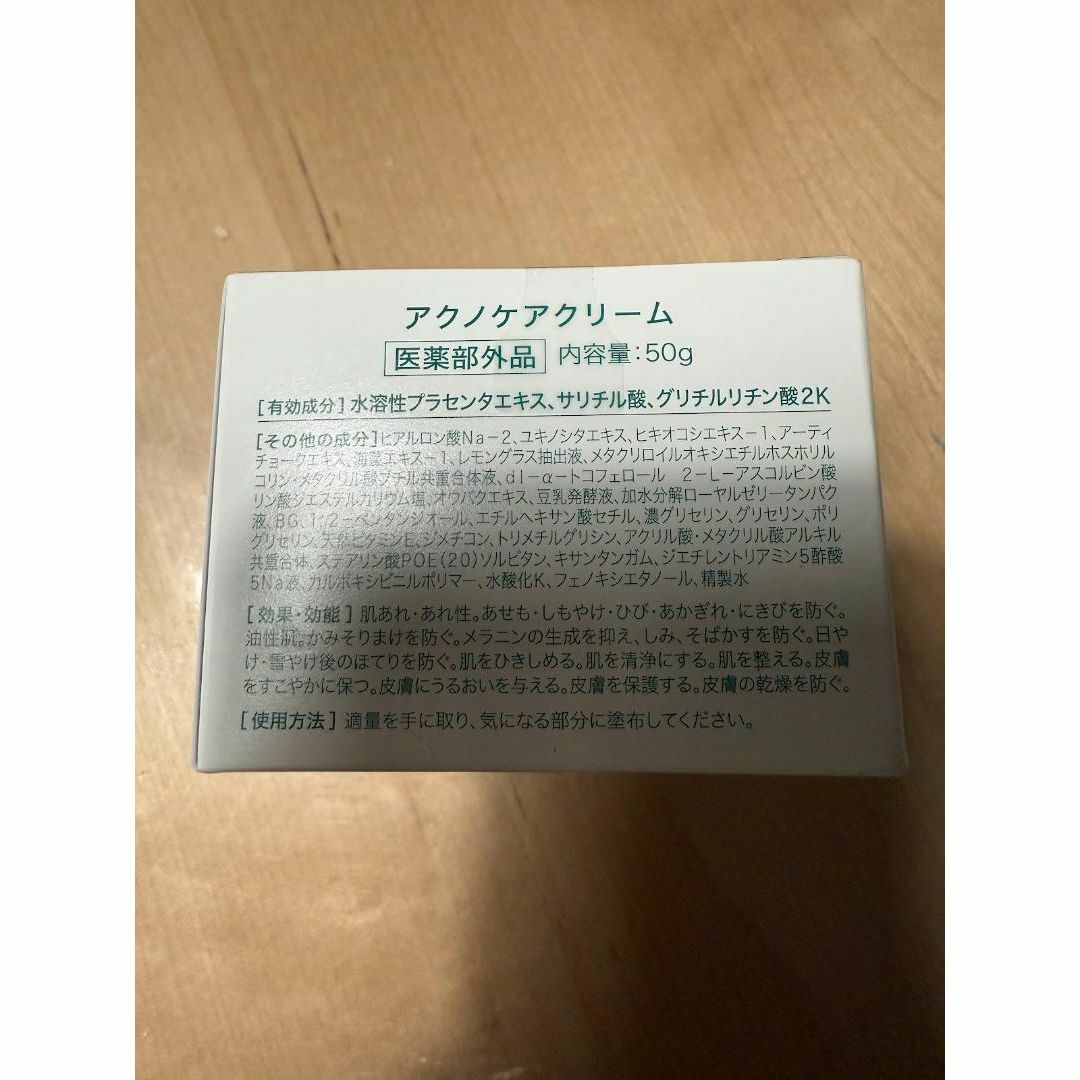 アクノケアクリーム
医薬部外品 内容量:50g
[有効成分]水溶性プラセンタエキス、サリチル酸、グリチルリチン酸2K
[その他の成分]ヒアルロン酸Na-2、ユキノシタエキス、ヒキオコシエキス-1、アーティ
チョークエキス、海藻エキス-1、レモングラス抽出液、メタクリロイルオキシエチルホスホリル
コリン・メタクリル酸ブチル共重合体液、dl-α-トコフェロール 2-L-アスコルビン酸
リン酸ジエステルカリウム塩、オウバクエキス、豆乳発酵液、加水分解ローヤルゼリータンパク
液、BG、1,2-ペンタンジオール、エチルヘキサン酸セチル、濃グリセリン、グリセリン、ポリ
グリセリン、天然ビタミンE、ジメチコン、トリメチルグリシン、アクリル酸・メタクリル酸アルキル
共重合体、ステアリン酸POE(20)ソルビタン、キサンタンガム、ジエチレントリアミン5酢酸
5Na液、カルボキシビニルポリマー、水酸化K、フェノキシエタノール、精製水
[効果・効能]肌あれ・あれ性。あせも・しもやけ・ひび・あかぎれ・にきびを防ぐ。
油性肌。かみそりまけを防ぐ。メラニンの生成を抑え、しみ、そばかすを防ぐ。日や
け・雪やけ後のほてりを防ぐ。肌をひきしめる。肌を清浄にする。肌を整える。皮膚
をすこやかに保つ。皮膚にうるおいを与える。皮膚を保護する。皮膚の乾燥を防ぐ。
[使用方法]適量を手に取り、気になる部分に塗布してください。